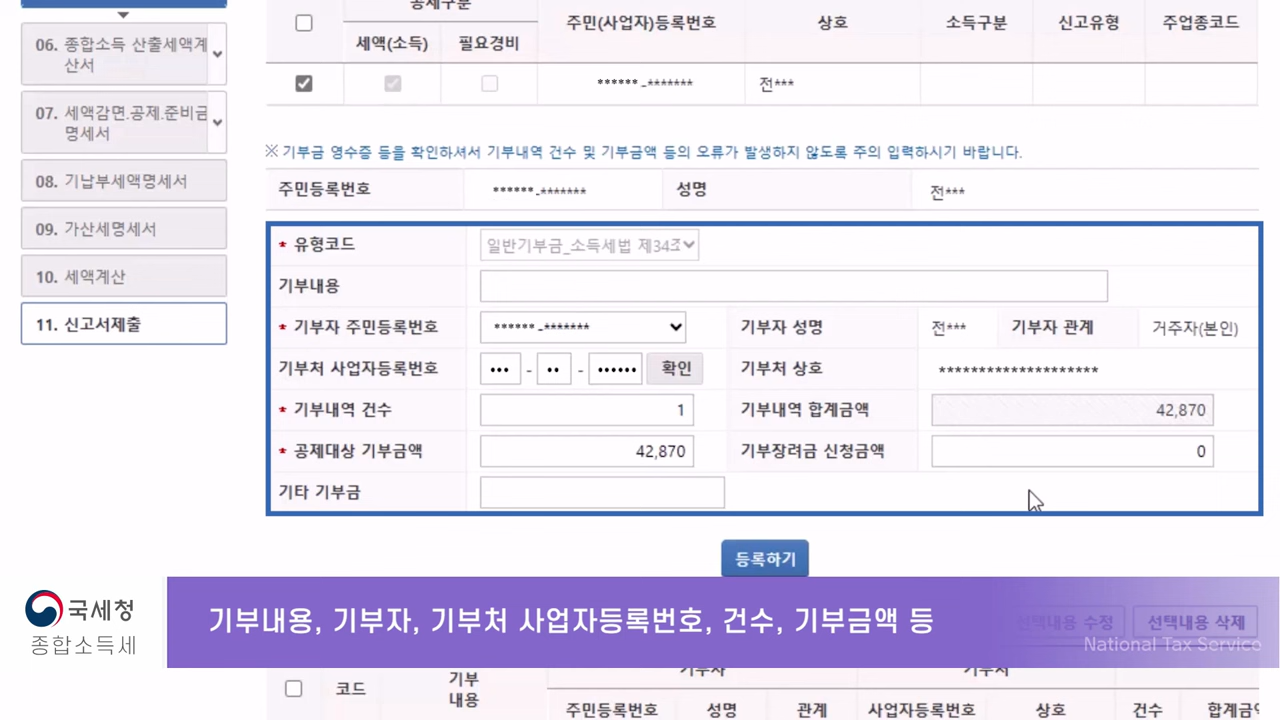 공제구분
주민(사업자)등록번호
상호
소득구분
신고유형
주업종코드
세액(소득)
필요경비
******-*******
전***
06. 종합소득 산출세액계
산서
07. 세액감면.공제.준비금
명세서
08. 기납부세액명세서
09. 가산세명세서
10. 세액계산
11. 신고서제출
※ 기부금 영수증 등을 확인하셔서 기부내역 건수 및 기부금액 등의 오류가 발생하지 않도록 주의 입력하시기 바랍니다.
주민등록번호 ******-******* 성명 전***
* 유형코드 일반기부금_소득세법 제34조
기부내용
* 기부자 주민등록번호 ******-******* 기부자 성명 전*** 기부자 관계 거주자(본인)
기부처 사업자등록번호 ••• - •• - •••••• 확인 기부처 상호 ********************
* 기부내역 건수 1 기부내역 합계금액 42,870
* 공제대상 기부금액 42,870 기부장려금 신청금액 0
기타 기부금
등록하기
국세청
종합소득세
기부내용, 기부자, 기부처 사업자등록번호, 건수, 기부금액 등
선택내용 수정 선택내용 삭제
National Tax Service
코드
기부
내용
기부자
기부처
주민등록번호 성명 관계 사업자등록번호 상호 건수 합계금액